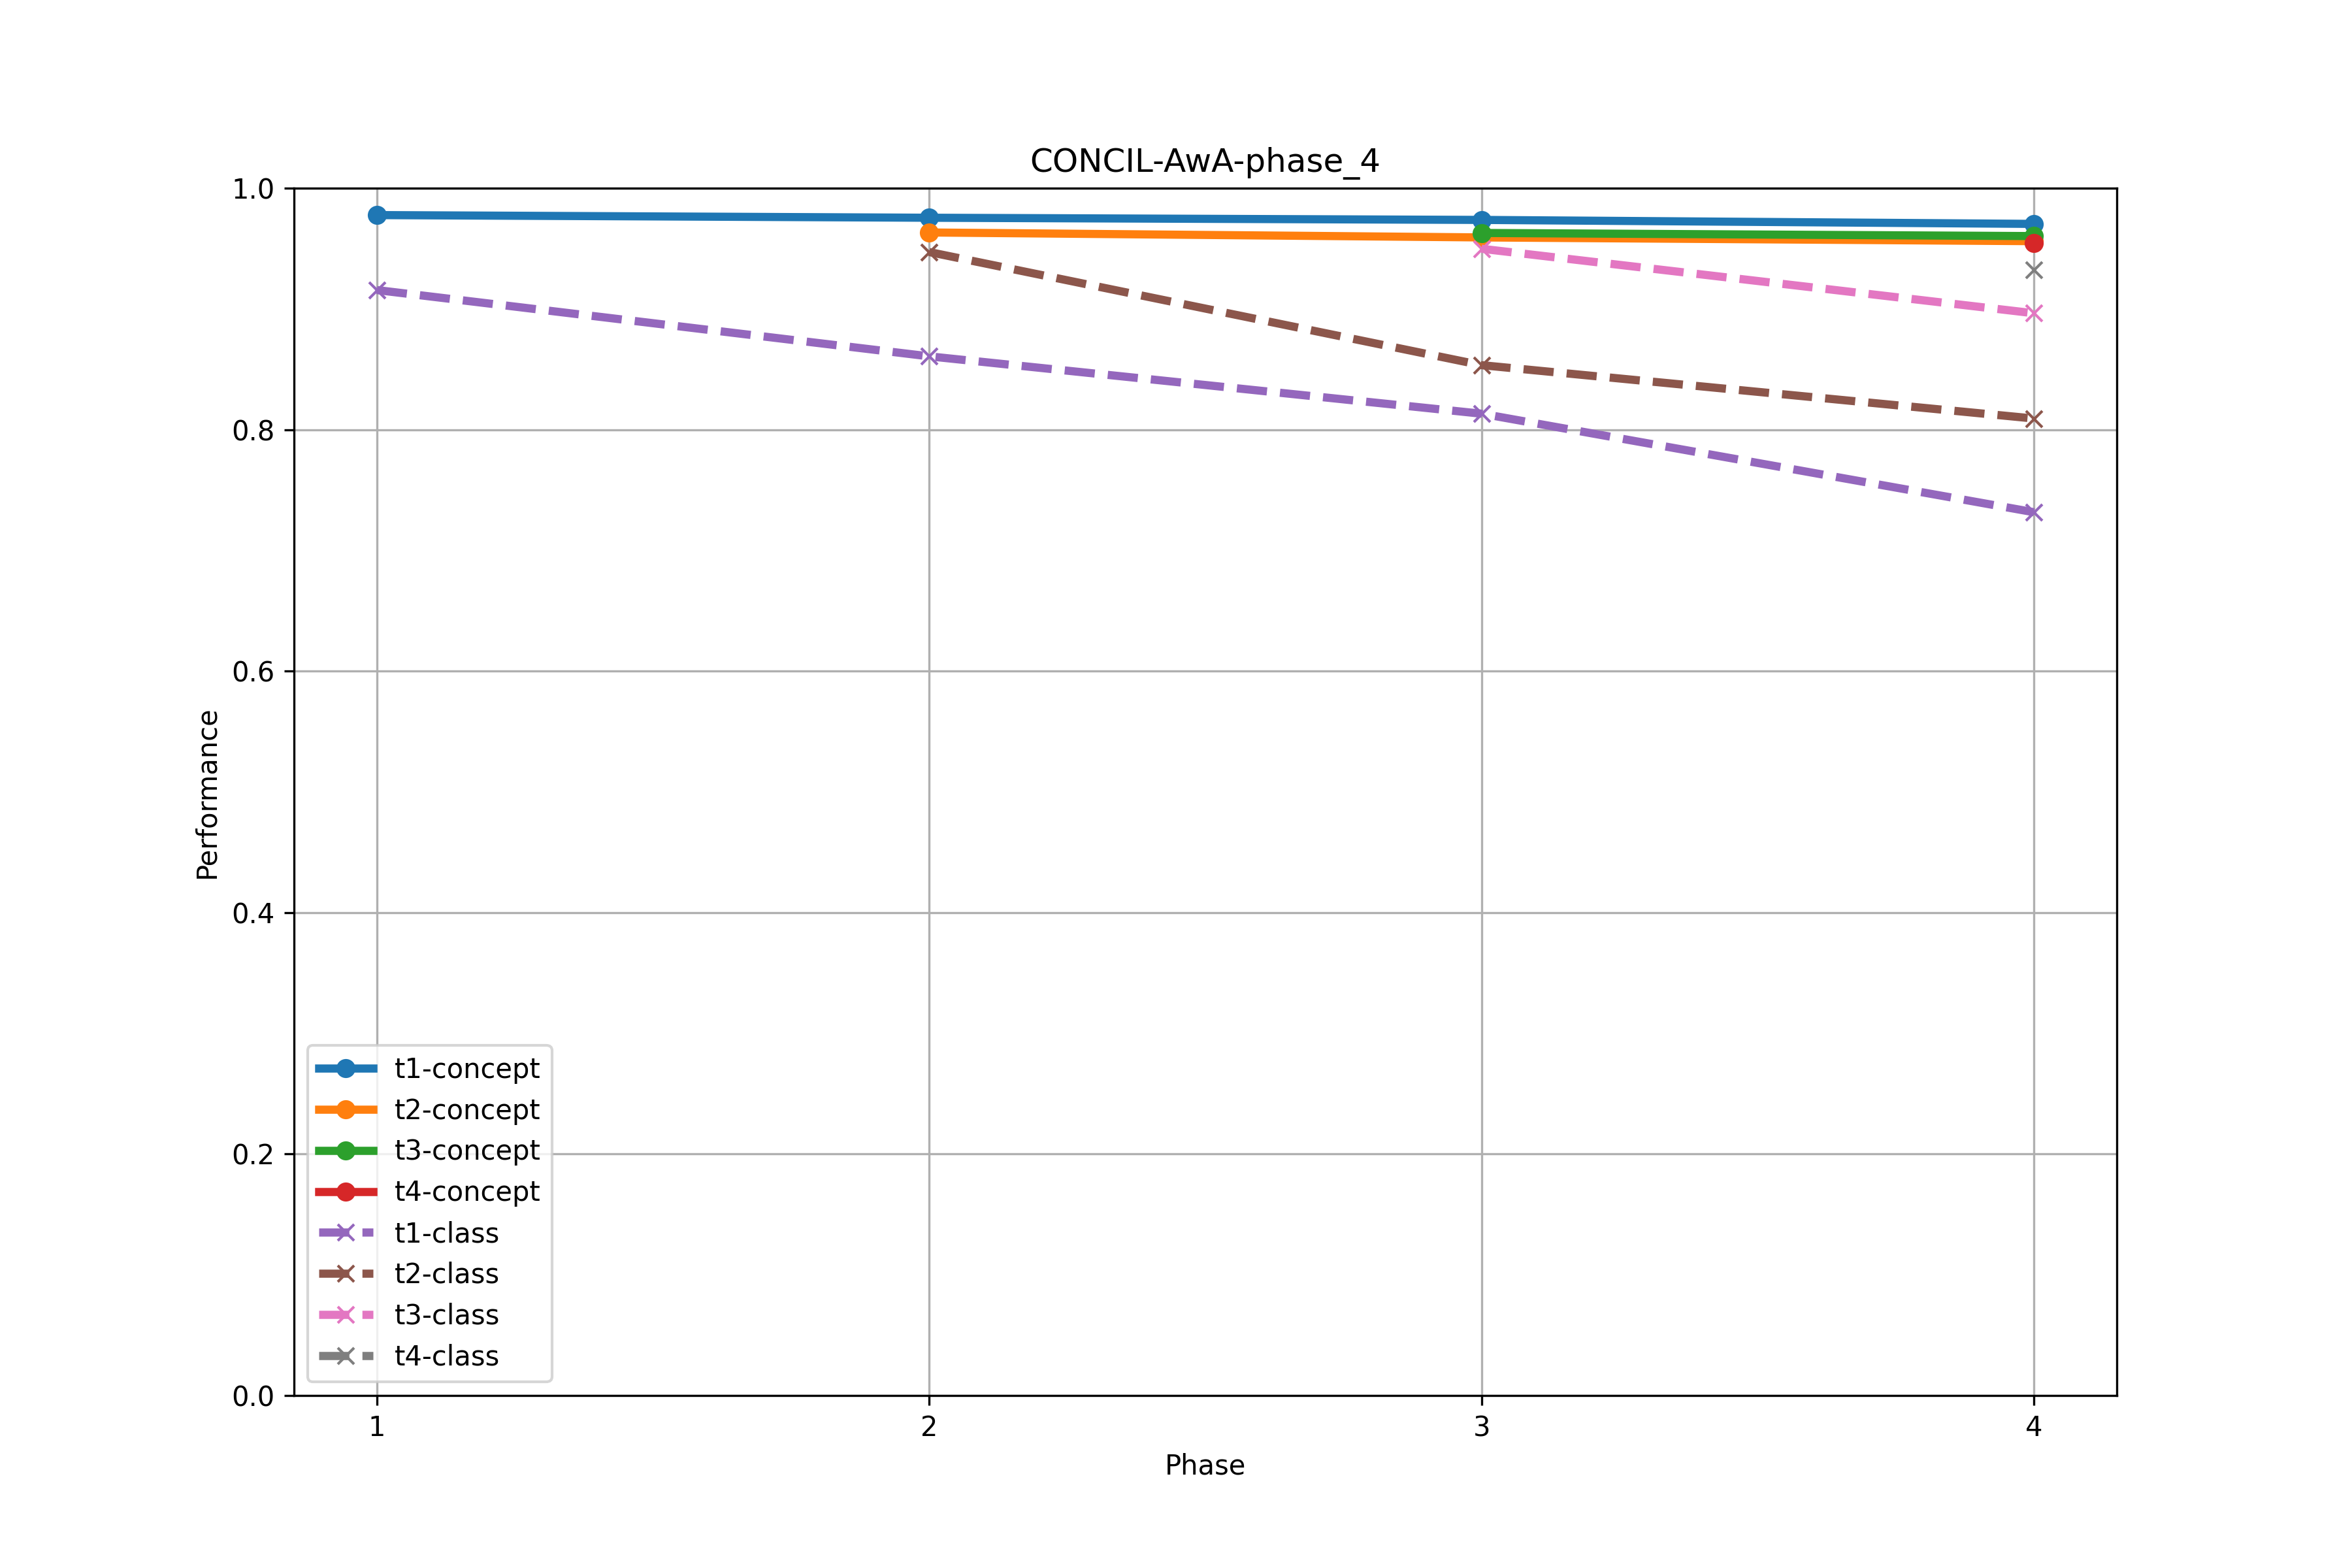 CONCIL-AwA-phase_4
1.0
0.8
0.6
0.4
0.2
0.0
Performance
t1-concept
t2-concept
t3-concept
t4-concept
t1-class
t2-class
t3-class
t4-class
1 2 3 4
Phase